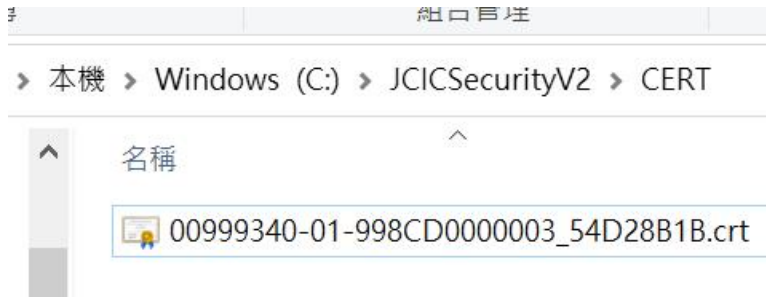 組合管理
> 本機 > Windows (C:) > JCICSecurityV2 > CERT
名稱
00999340-01-998CD0000003_54D28B1B.crt